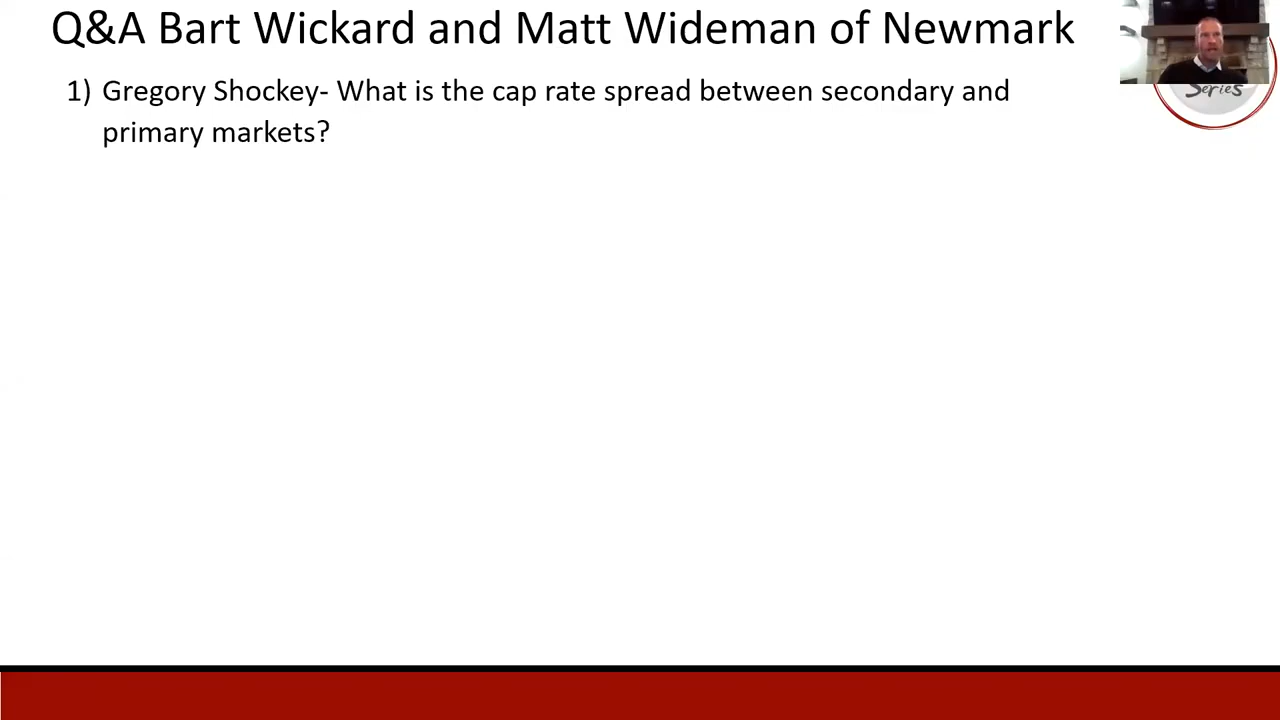 Q&A Bart Wickard and Matt Wideman of Newmark
1) Gregory Shockey- What is the cap rate spread between secondary and
primary markets?
Series